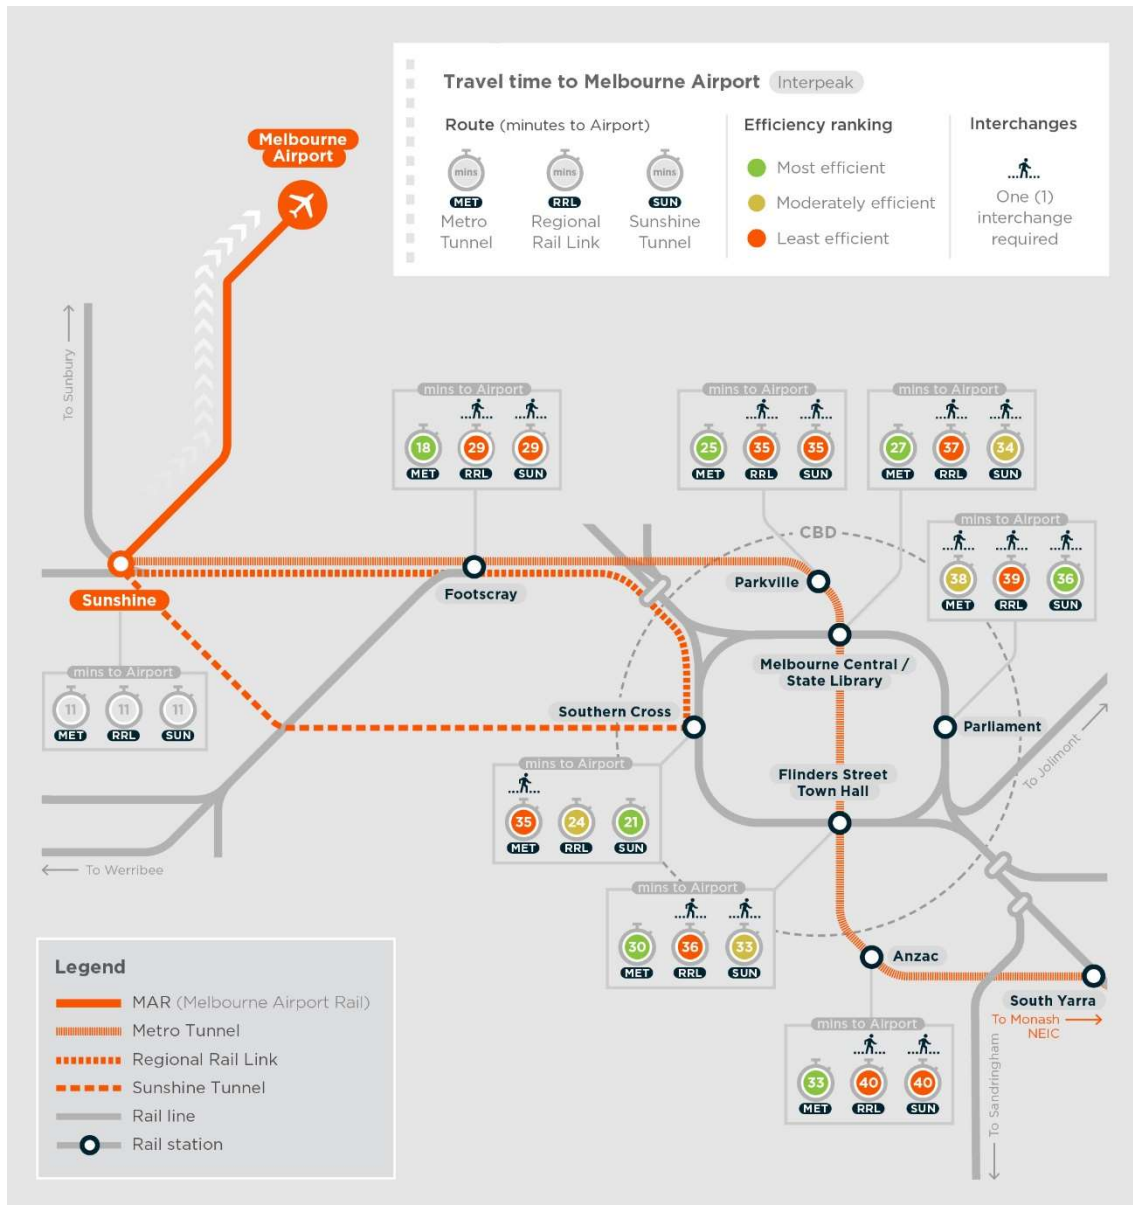 Travel time to Melbourne Airport Interpeak
Route (minutes to Airport)
mins
MET
Metro
Tunnel
mins
RRL
Regional
Rail Link
mins
SUN
Sunshine
Tunnel
Efficiency ranking
Most efficient
Moderately efficient
Least efficient
Interchanges
One (1)
interchange
required
Melbourne
Airport
To Sunbury
mins to Airport
18 29 29
MET RRL SUN
mins to Airport
25 35 35
MET RRL SUN
mins to Airport
27 37 34
MET RRL SUN
mins to Airport
38 39 36
MET RRL SUN
CBD
Sunshine
Footscray
Parkville
Melbourne Central /
State Library
mins to Airport
11 11 11
MET RRL SUN
Southern Cross
Parliament
To Jolimont
Flinders Street
Town Hall
mins to Airport
35 24 21
MET RRL SUN
To Werribee
mins to Airport
30 36 33
MET RRL SUN
Anzac
South Yarra
To Monash
NEIC
mins to Airport
33 40 40
MET RRL SUN
To Sandringham
Legend
MAR (Melbourne Airport Rail)
Metro Tunnel
Regional Rail Link
Sunshine Tunnel
Rail line
Rail station